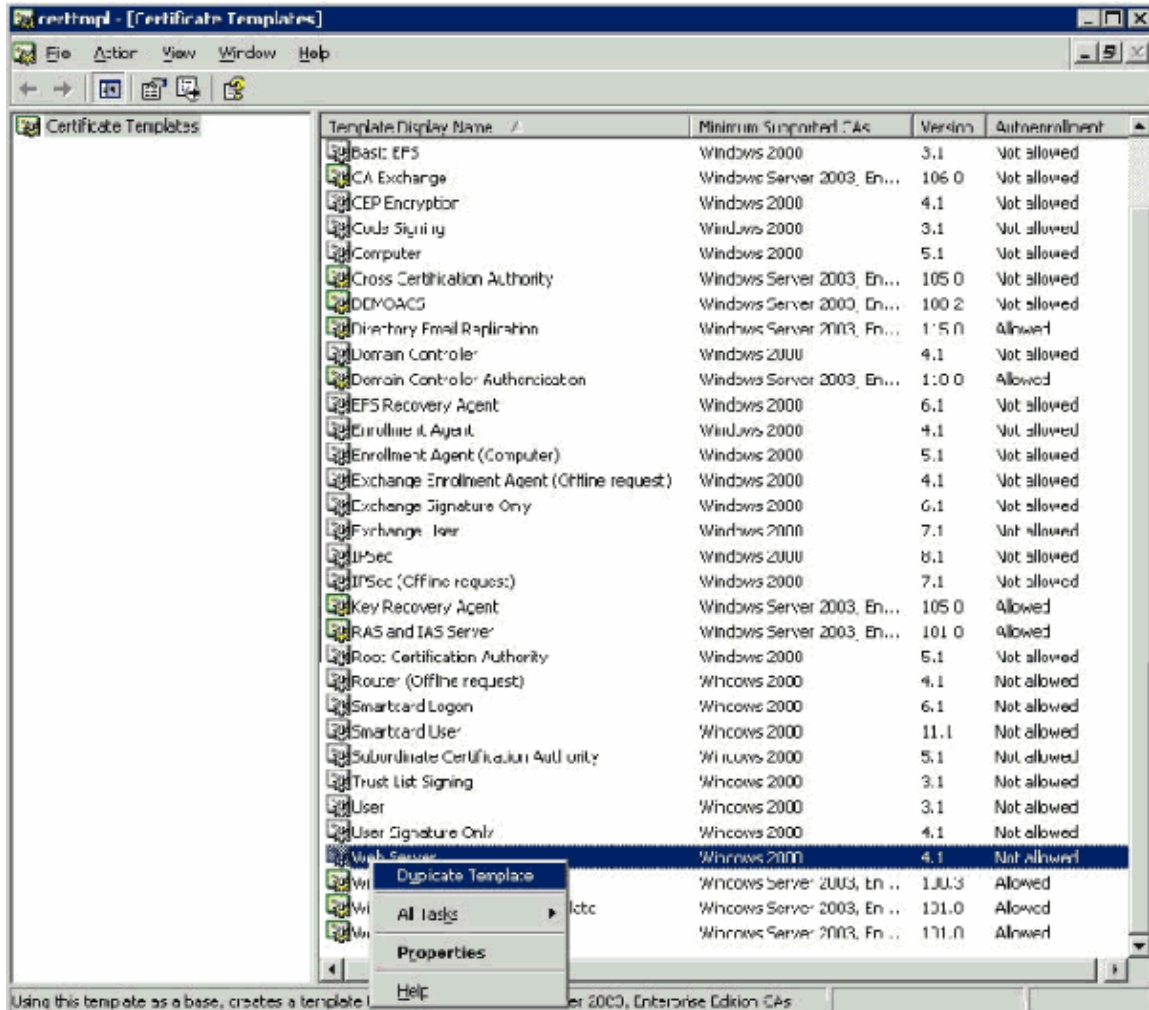 certtmpl - [Certificate Templates]
File Action View Window Help
Certificate Templates
Template Display Name Minimum Supported CAs Version Autoenrollment
Basic EFS Windows 2000 3.1 Not allowed
CA Exchange Windows Server 2003, En... 106.0 Not allowed
CEP Encryption Windows 2000 4.1 Not allowed
Code Signing Windows 2000 3.1 Not allowed
Computer Windows 2000 5.1 Not allowed
Cross Certification Authority Windows Server 2003, En... 105.0 Not allowed
DEMOACS Windows Server 2003, En... 100.2 Not allowed
Directory Email Replication Windows Server 2003, En... 115.0 Allowed
Domain Controller Windows 2000 4.1 Not allowed
Domain Controller Authentication Windows Server 2003, En... 110.0 Allowed
EFS Recovery Agent Windows 2000 6.1 Not allowed
Enrollment Agent Windows 2000 4.1 Not allowed
Enrollment Agent (Computer) Windows 2000 5.1 Not allowed
Exchange Enrollment Agent (Offline request) Windows 2000 4.1 Not allowed
Exchange Signature Only Windows 2000 6.1 Not allowed
Exchange User Windows 2000 7.1 Not allowed
IPSec Windows 2000 8.1 Not allowed
IPSec (Offline request) Windows 2000 7.1 Not allowed
Key Recovery Agent Windows Server 2003, En... 105.0 Allowed
RAS and IAS Server Windows Server 2003, En... 101.0 Allowed
Root Certification Authority Windows 2000 5.1 Not allowed
Router (Offline request) Windows 2000 4.1 Not allowed
Smartcard Logon Windows 2000 6.1 Not allowed
Smartcard User Windows 2000 11.1 Not allowed
Subordinate Certification Authority Windows 2000 5.1 Not allowed
Trust List Signing Windows 2000 3.1 Not allowed
User Windows 2000 3.1 Not allowed
User Signature Only Windows 2000 4.1 Not allowed
Web Server Windows 2000 4.1 Not allowed
Windows Server 2003, En... 100.3 Allowed
Windows Server 2003, En... 101.0 Allowed
Windows Server 2003, En... 101.0 Allowed
Duplicate Template
All Tasks
Properties
Help
Using this template as a base, creates a template er 2003, Enterprise Edition CAs